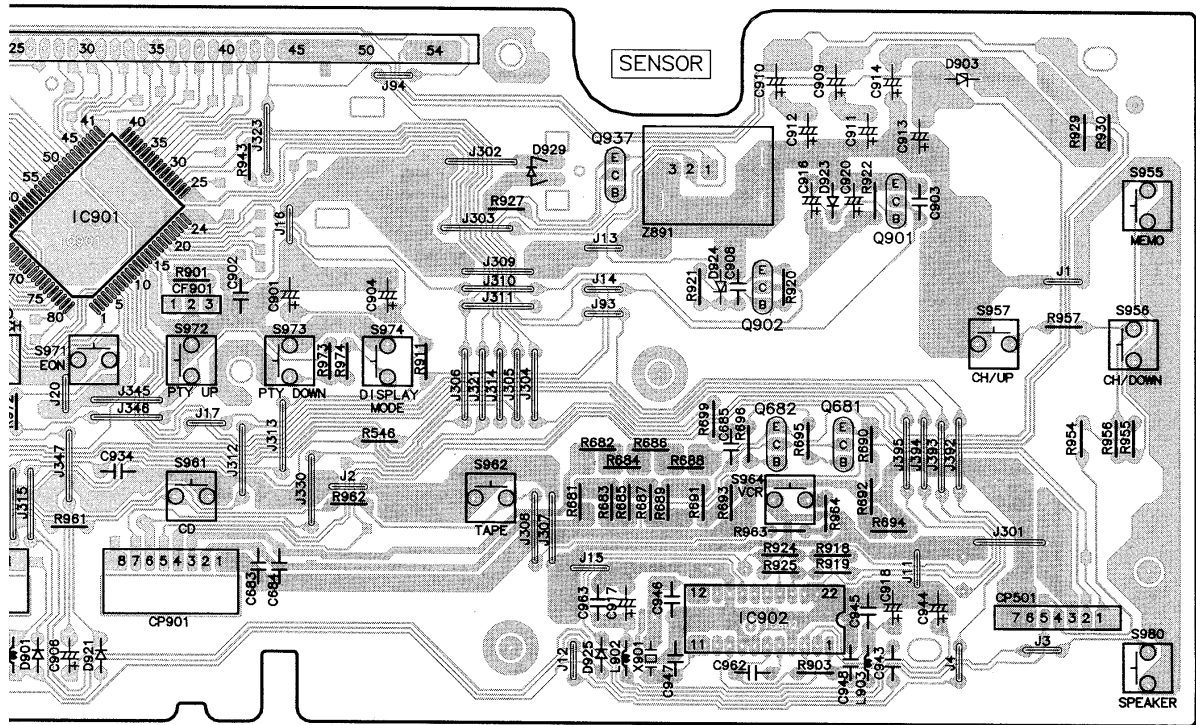 25 30 35 40 45 50 54
SENSOR
J94
C910
C909
C914
D903
C912
C911
C913
R929
R930
41 40
45
50
55
35
30
25
24
20
15
10
5
1
80
75
70
IC901
R943
J323
J302
D929
Q937
E
C
B
3 2 1
Z891
R927
J303
J16
J13
C916
D923
C920
R922
E
C
B
Q901
C903
S955
MEMO
R901
CF901
1 2 3
C902
C901
C904
J309
J310
J311
J14
J93
R921
D924
C908
E
C
B
Q902
R920
J1
S971
EON
S972
PTY UP
S973
PTY DOWN
R973
R974
S974
DISPLAY
MODE
R911
S957
CH/UP
R957
S956
CH/DOWN
J20
J345
J346
J17
R972
J306
J321
J314
J305
J304
J347
C934
J312
J313
R546
R699
C685
R696
Q682
E
C
B
R695
Q681
E
C
B
R690
J395
J394
J393
J392
R954
R956
R955
R682
R686
R684
R688
J315
R961
S961
CD
J330
J2
R962
S962
TAPE
J308
J307
R681
R683
R685
R687
R689
R691
R693
S964
VCR
R964
R963
R692
R694
J301
8 7 6 5 4 3 2 1
CP901
C683
C684
J15
R924
R925
R918
R919
J11
C963
C917
C946
12 22
IC902
11 1
C945
C918
C944
CP501
7 6 5 4 3 2 1
D901
C906
D921
J12
D925
L902
X901
C947
C962
R903
C948
L903
C943
J4
J3
S980
SPEAKER